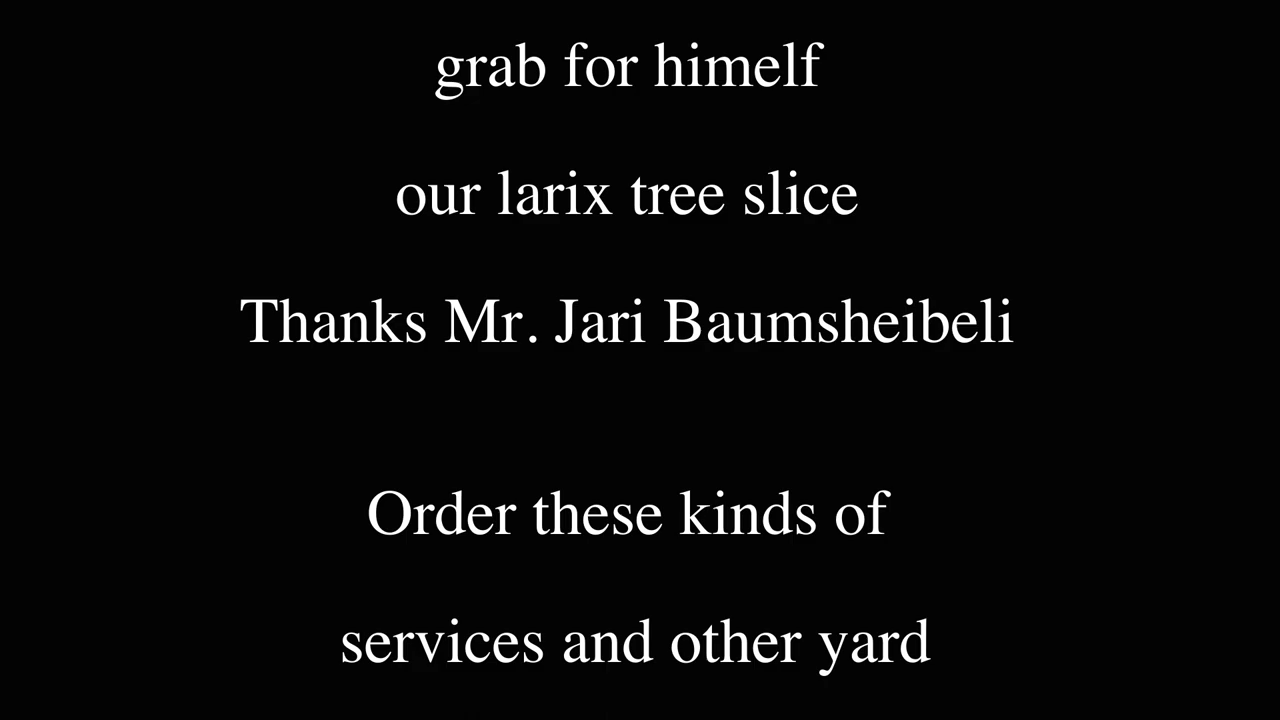 grab for himelf
our larix tree slice
Thanks Mr. Jari Baumsheibeli
Order these kinds of
services and other yard